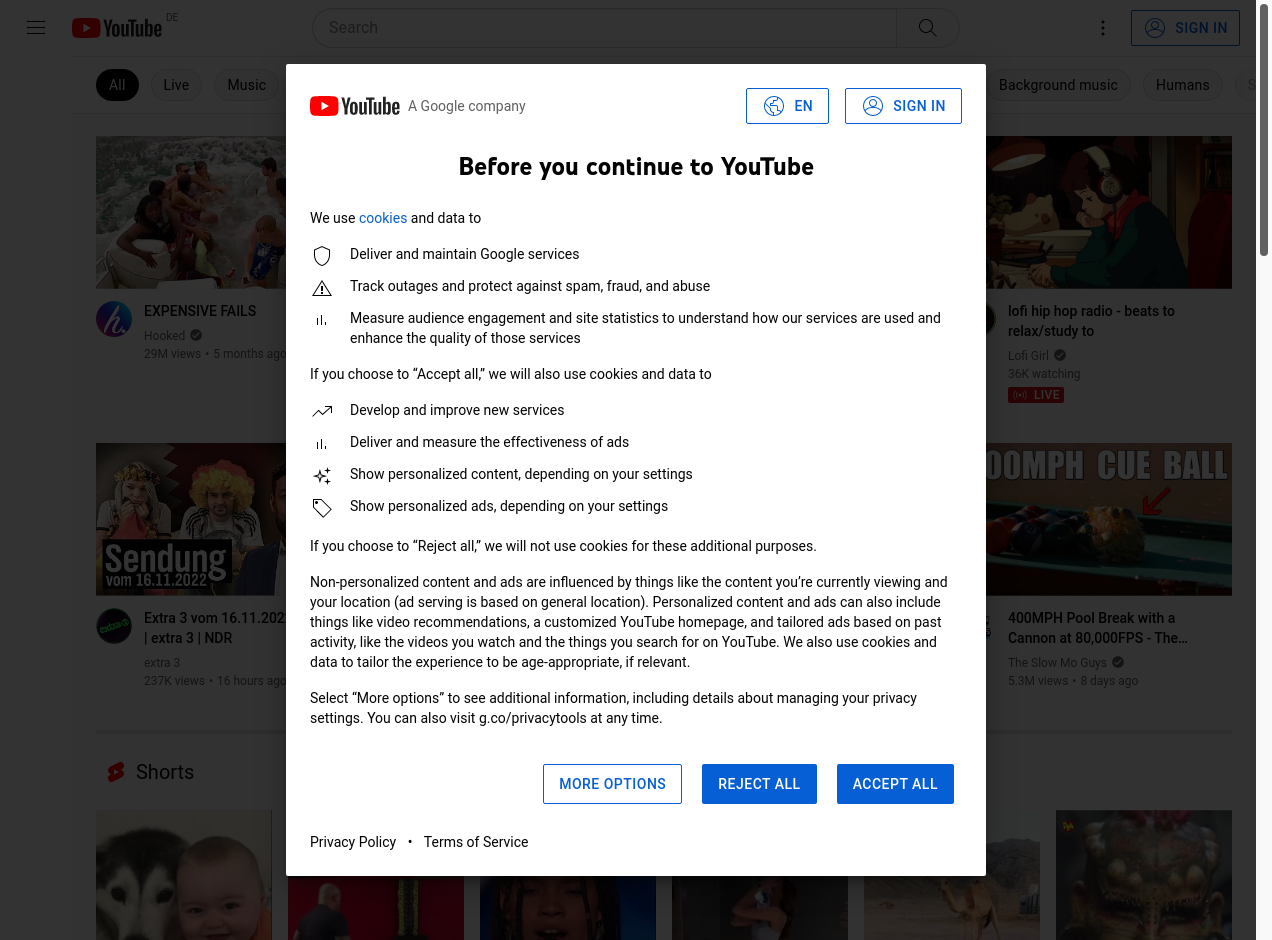 YouTube DE
Search
SIGN IN
All
Live
Music
Background music
Humans
YouTube A Google company
EN
SIGN IN
Before you continue to YouTube
We use cookies and data to
Deliver and maintain Google services
Track outages and protect against spam, fraud, and abuse
Measure audience engagement and site statistics to understand how our services are used and
enhance the quality of those services
If you choose to “Accept all,” we will also use cookies and data to
Develop and improve new services
Deliver and measure the effectiveness of ads
Show personalized content, depending on your settings
Show personalized ads, depending on your settings
If you choose to “Reject all,” we will not use cookies for these additional purposes.
Non-personalized content and ads are influenced by things like the content you’re currently viewing and
your location (ad serving is based on general location). Personalized content and ads can also include
things like video recommendations, a customized YouTube homepage, and tailored ads based on past
activity, like the videos you watch and the things you search for on YouTube. We also use cookies and
data to tailor the experience to be age-appropriate, if relevant.
Select “More options” to see additional information, including details about managing your privacy
settings. You can also visit g.co/privacytools at any time.
MORE OPTIONS
REJECT ALL
ACCEPT ALL
Privacy Policy • Terms of Service
EXPENSIVE FAILS
Hooked
29M views • 5 months ago
lofi hip hop radio - beats to
relax/study to
Lofi Girl
36K watching
LIVE
Sendung
vom 16.11.2022
Extra 3 vom 16.11.202
| extra 3 | NDR
extra 3
237K views • 16 hours ago
OOMPH CUE BALL
400MPH Pool Break with a
Cannon at 80,000FPS - The…
The Slow Mo Guys
5.3M views • 8 days ago
Shorts